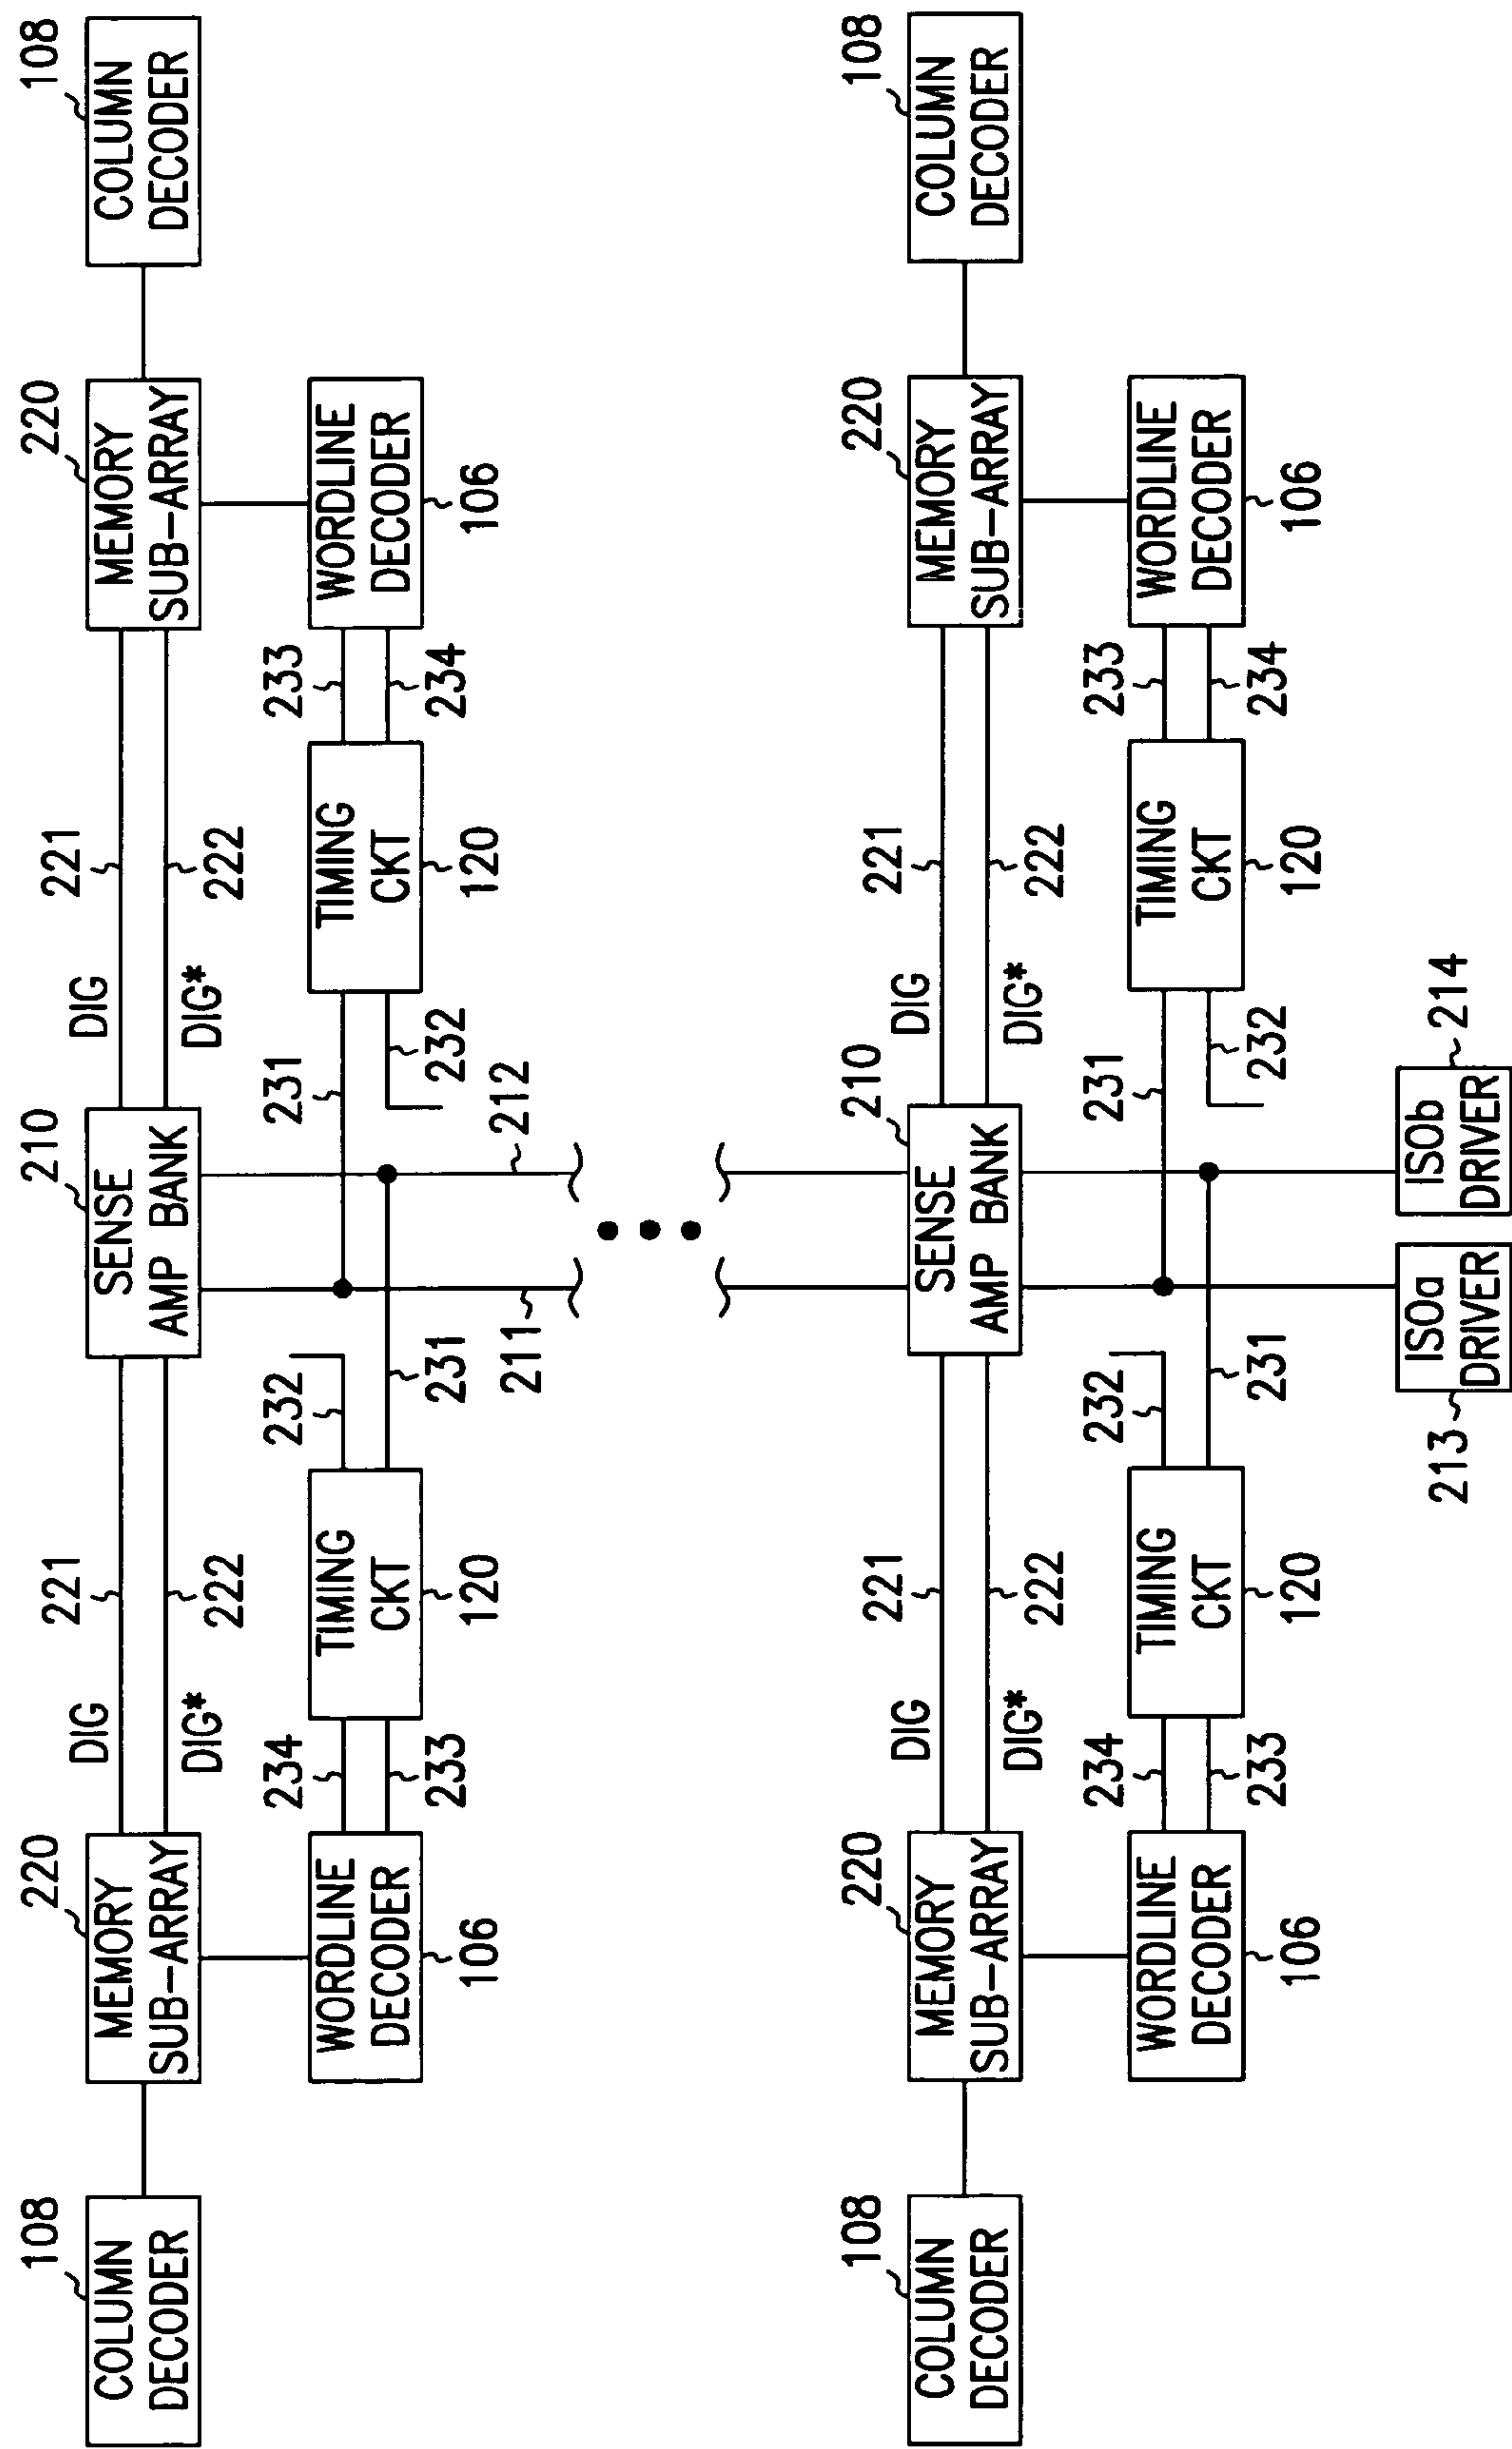 108
220
221
210
221
220
108
DIG
DIG
COLUMN
DECODER
MEMORY
SUB-ARRAY
SENSE
AMP BANK
MEMORY
SUB-ARRAY
COLUMN
DECODER
DIG*
222
DIG*
222
234
232
231
233
WORDLINE
DECODER
TIMING
CKT
TIMING
CKT
WORDLINE
DECODER
233
231
232
234
106
120
120
106
211
212
108
220
221
210
221
220
108
DIG
DIG
COLUMN
DECODER
MEMORY
SUB-ARRAY
SENSE
AMP BANK
MEMORY
SUB-ARRAY
COLUMN
DECODER
DIG*
222
DIG*
222
234
232
231
233
WORDLINE
DECODER
TIMING
CKT
TIMING
CKT
WORDLINE
DECODER
233
231
232
234
106
120
120
106
213
ISOa
DRIVER
ISOb
DRIVER
214